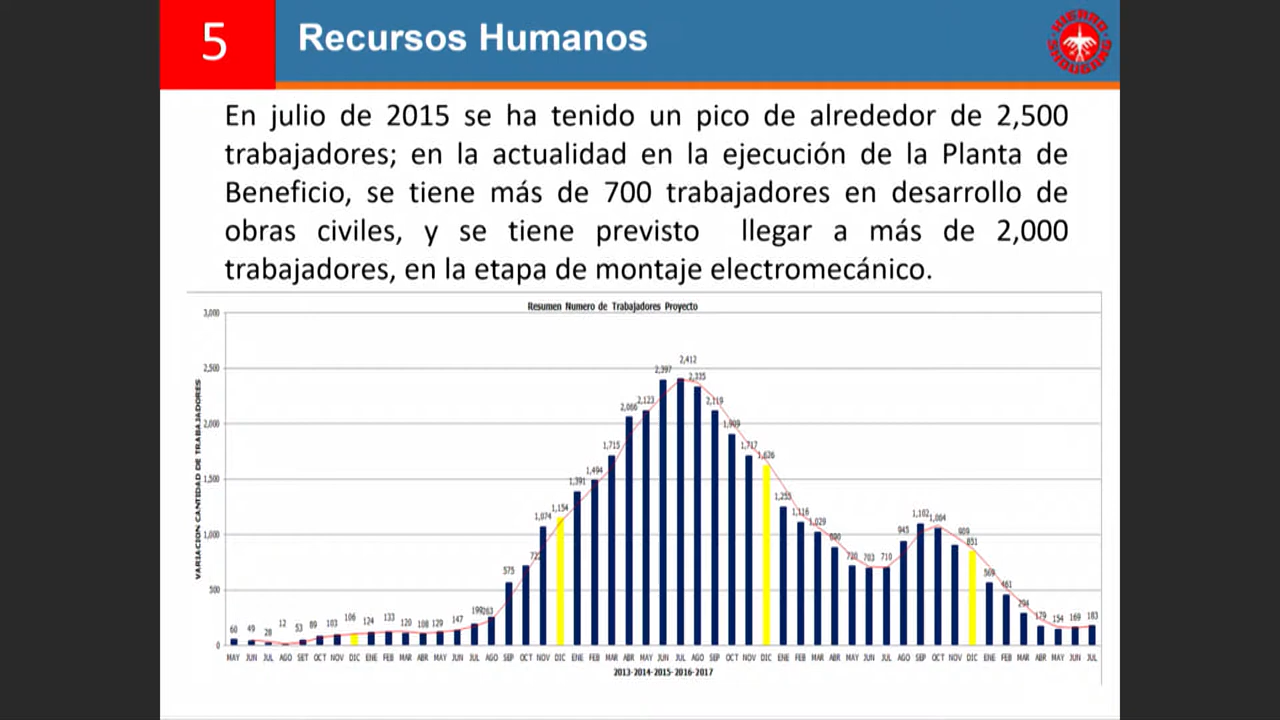 5
Recursos Humanos
HIERRO
SHOUGANG
En julio de 2015 se ha tenido un pico de alrededor de 2,500
trabajadores; en la actualidad en la ejecución de la Planta de
Beneficio, se tiene más de 700 trabajadores en desarrollo de
obras civiles, y se tiene previsto llegar a más de 2,000
trabajadores, en la etapa de montaje electromecánico.
Resumen Numero de Trabajadores Proyecto
VARIACION CANTIDAD DE TRABAJADORES
3,000
2,500
2,000
1,500
1,000
500
0
60 49 28 12 53 89 103 106 124 133 120 108 129 147 199 263 575 1,074 1,154 1,391 1,494 1,715 2,066 2,123 2,397 2,412 2,335 2,119 1,909 1,717 1,626 1,255 1,116 1,029 720 703 710 945 1,102 1,064 909 851 569 461 294 179 154 169 183
MAY JUN JUL AGO SET OCT NOV DIC ENE FEB MAR ABR MAY JUN JUL AGO SEP OCT NOV DIC ENE FEB MAR ABR MAY JUN JUL AGO SEP OCT NOV DIC ENE FEB MAR ABR MAY JUN JUL AGO SEP OCT NOV DIC ENE FEB MAR ABR MAY JUN JUL
2013-2014-2015-2016-2017